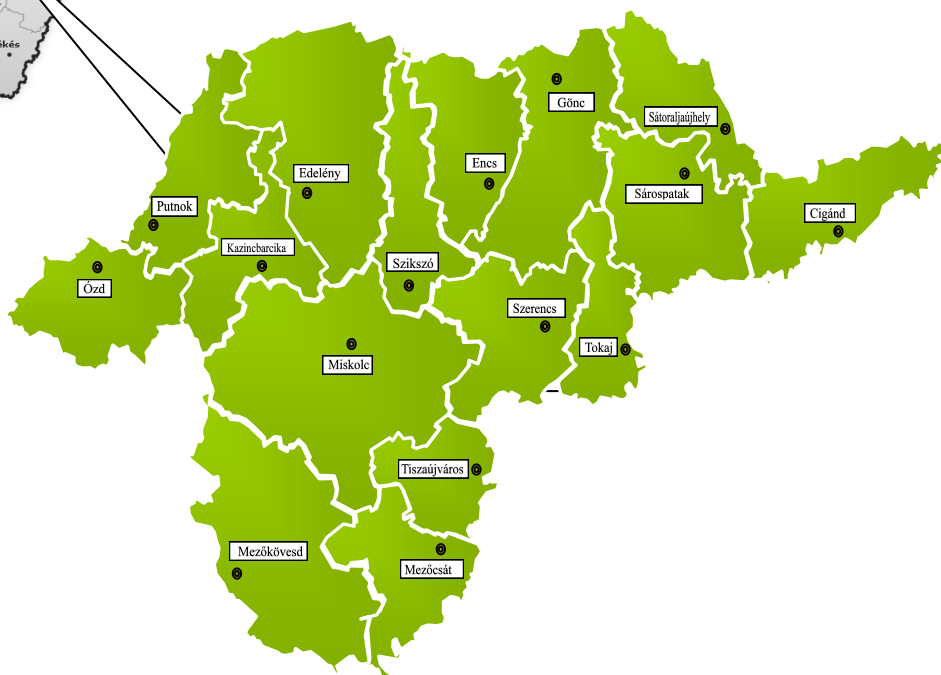 Gönc
Sátoraljaújhely
Encs
Edelény
Sárospatak
Putnok
Cigánd
Kazincbarcika
Szikszó
Ózd
Szerencs
Tokaj
Miskolc
Tiszaújváros
Mezőkövesd
Mezőcsát